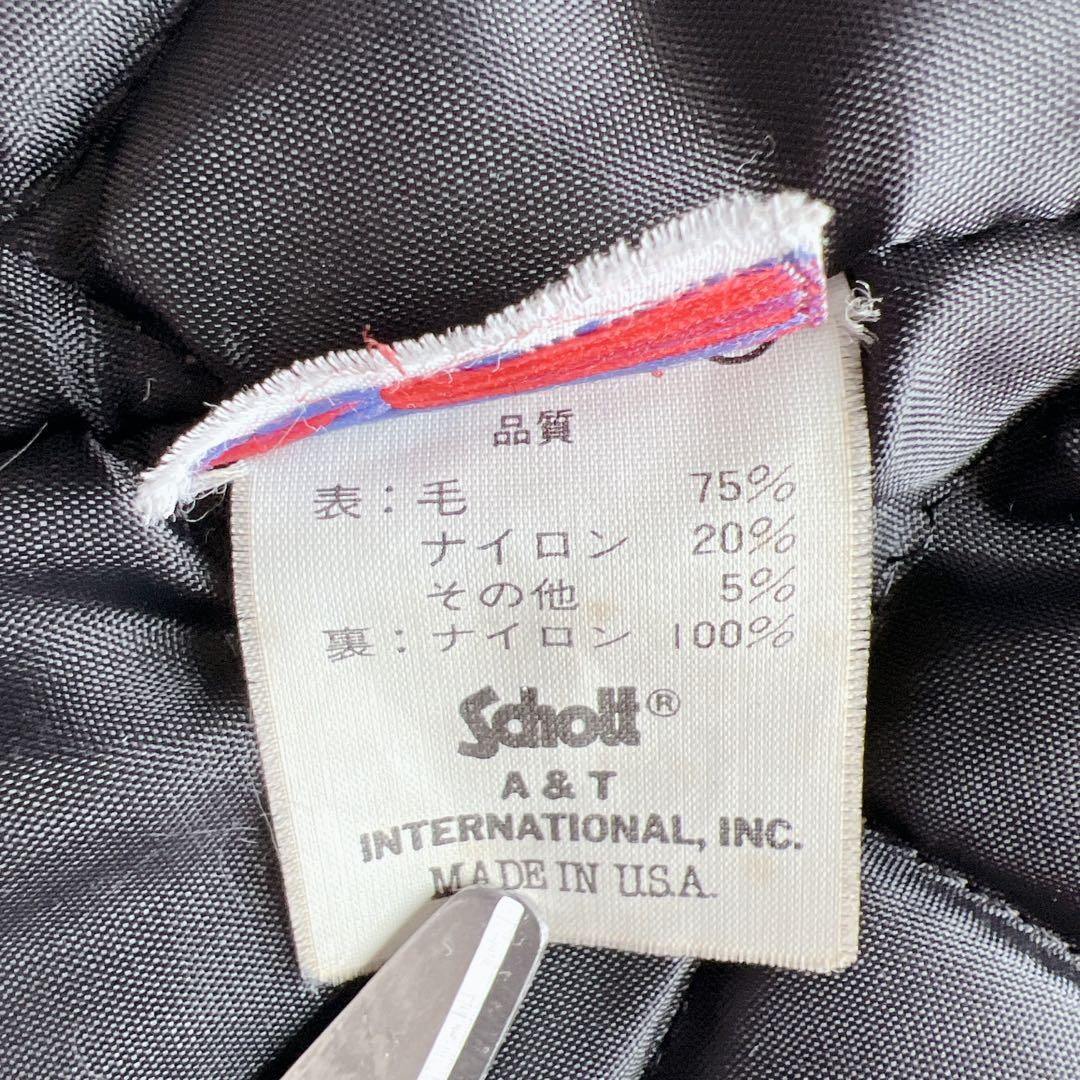 品質
表:毛 75%
ナイロン 20%
その他 5%
裏:ナイロン 100%
Schott®
A & T
INTERNATIONAL, INC.
MADE IN U.S.A.